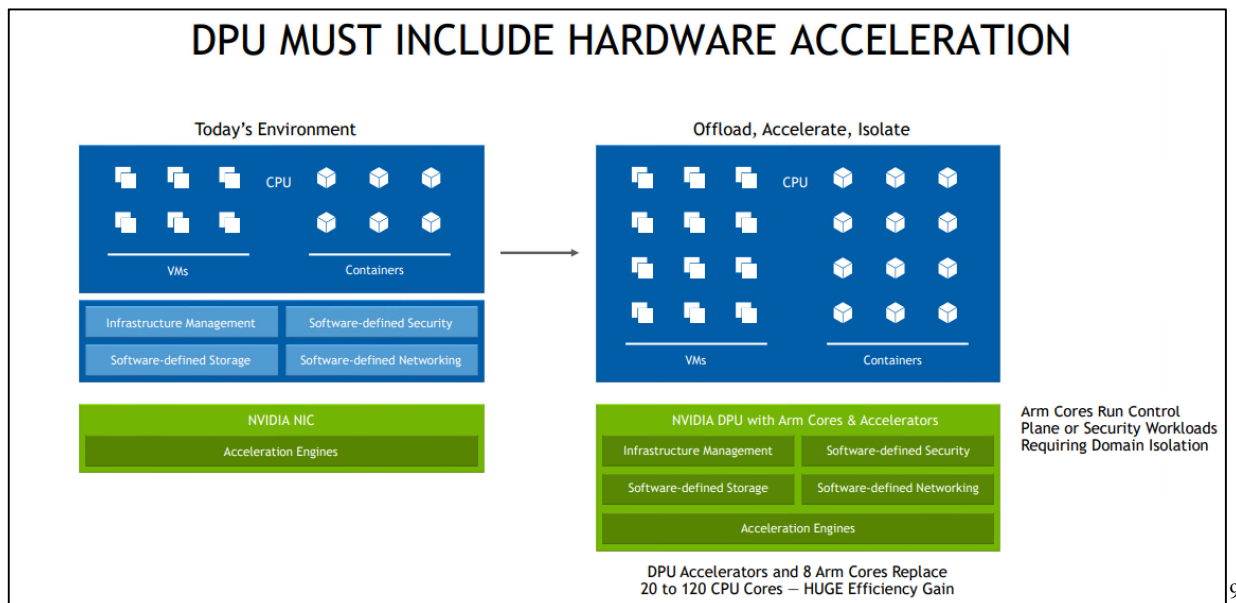 DPU MUST INCLUDE HARDWARE ACCELERATION
Today's Environment
CPU
VMs
Containers
Infrastructure Management
Software-defined Security
Software-defined Storage
Software-defined Networking
NVIDIA NIC
Acceleration Engines
Offload, Accelerate, Isolate
CPU
VMs
Containers
NVIDIA DPU with Arm Cores & Accelerators
Infrastructure Management
Software-defined Security
Software-defined Storage
Software-defined Networking
Acceleration Engines
Arm Cores Run Control
Plane or Security Workloads
Requiring Domain Isolation
DPU Accelerators and 8 Arm Cores Replace
20 to 120 CPU Cores — HUGE Efficiency Gain